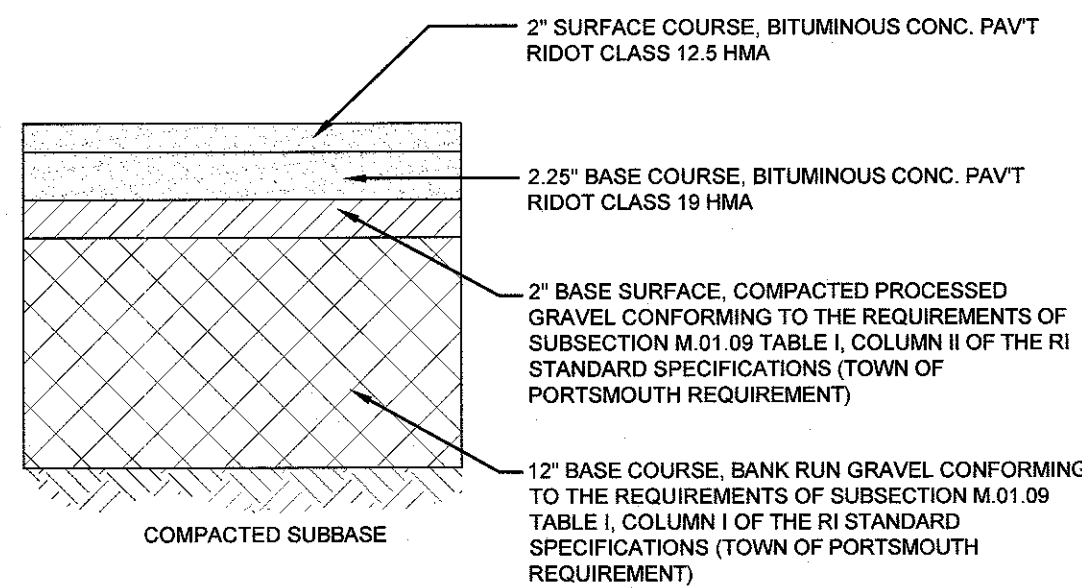 2" SURFACE COURSE, BITUMINOUS CONC. PAV'T
RIDOT CLASS 12.5 HMA
2.25" BASE COURSE, BITUMINOUS CONC. PAV'T
RIDOT CLASS 19 HMA
2" BASE SURFACE, COMPACTED PROCESSED
GRAVEL CONFORMING TO THE REQUIREMENTS OF
SUBSECTION M.01.09 TABLE I, COLUMN II OF THE RI
STANDARD SPECIFICATIONS (TOWN OF
PORTSMOUTH REQUIREMENT)
12" BASE COURSE, BANK RUN GRAVEL CONFORMING
TO THE REQUIREMENTS OF SUBSECTION M.01.09
TABLE I, COLUMN I OF THE RI STANDARD
SPECIFICATIONS (TOWN OF PORTSMOUTH
REQUIREMENT)
COMPACTED SUBBASE